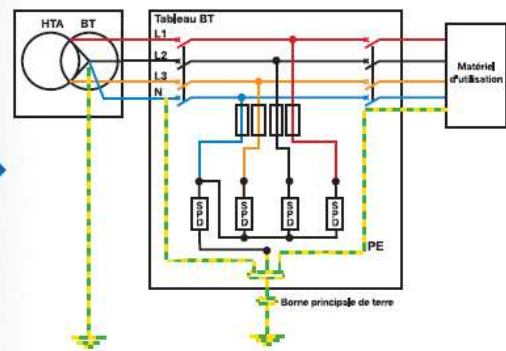 HTA BT
Tableau BT
L1
L2
L3
N
Matériel
d'utilisation
SPD
SPD
SPD
SPD
PE
Borne principale de terre